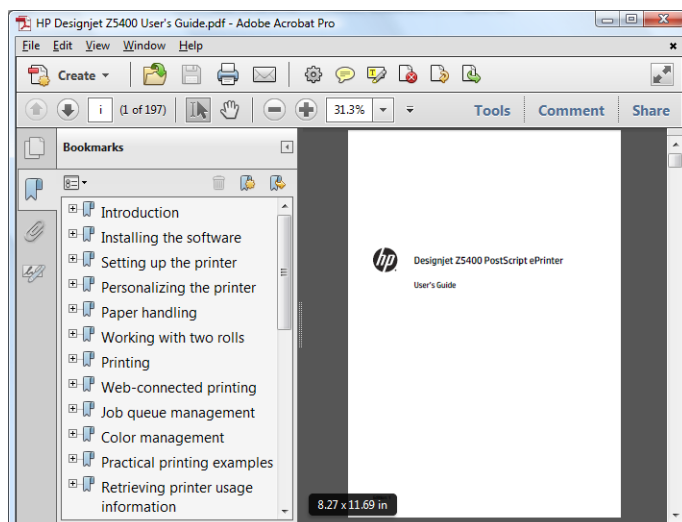 HP Designjet Z5400 User's Guide.pdf - Adobe Acrobat Pro
File Edit View Window Help
Create
i (1 of 197) 31.3% Tools Comment Share
Bookmarks
Introduction
Installing the software
Setting up the printer
Personalizing the printer
Paper handling
Working with two rolls
Printing
Web-connected printing
Job queue management
Color management
Practical printing examples
Retrieving printer usage
information
hp
Designjet Z5400 PostScript ePrinter
User's Guide
8.27 x 11.69 in